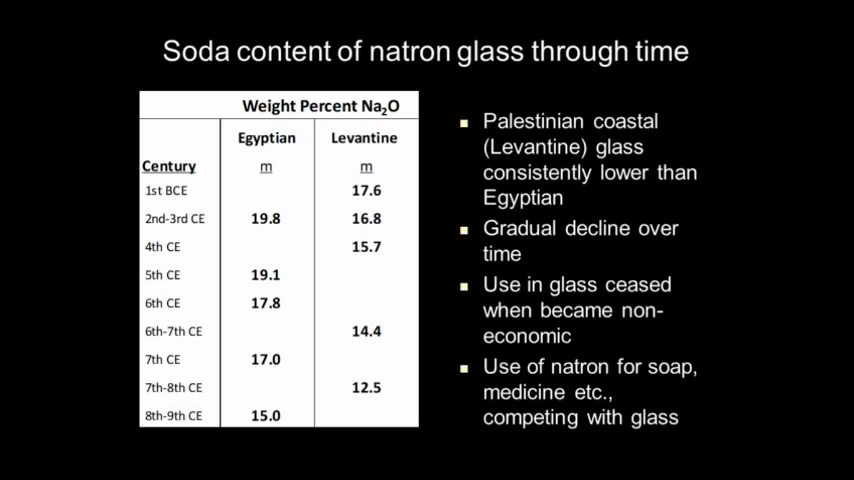 Soda content of natron glass through time
Weight Percent Na₂O
Egyptian Levantine
Century m m
1st BCE 17.6
2nd-3rd CE 19.8 16.8
4th CE 15.7
5th CE 19.1
6th CE 17.8
6th-7th CE 14.4
7th CE 17.0
7th-8th CE 12.5
8th-9th CE 15.0
Palestinian coastal
(Levantine) glass
consistently lower than
Egyptian
Gradual decline over
time
Use in glass ceased
when became non-
economic
Use of natron for soap,
medicine etc.,
competing with glass